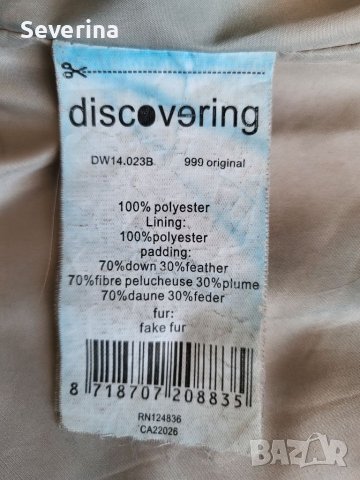 Severina
discovering
DW14.023B 999 original
100% polyester
Lining:
100%polyester
padding:
70%down 30%feather
70%fibre pelucheuse 30%plume
70%daune 30%feder
fur:
fake fur
8 718707 208835
RN124836
CA22026
BAZAR